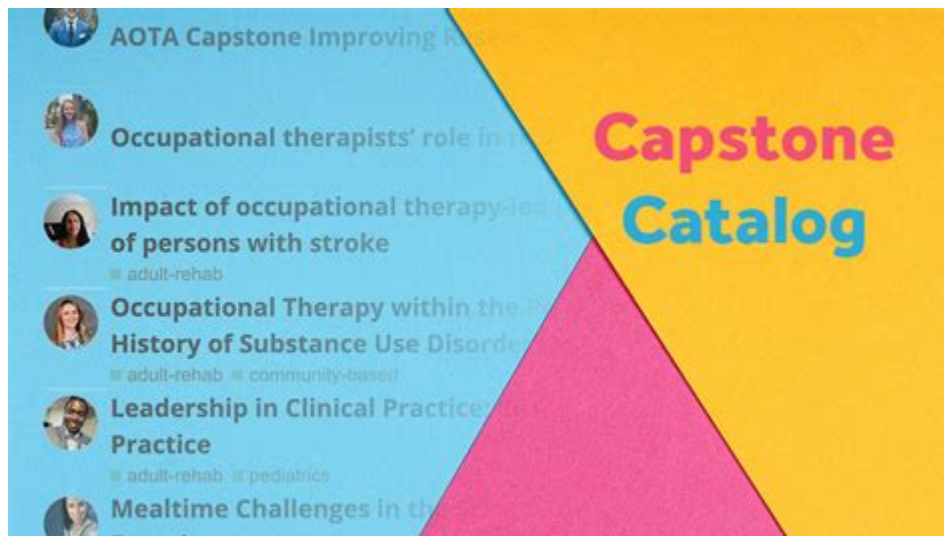 AOTA Capstone Improving
Occupational therapists' role in
Impact of occupational therapy-led
of persons with stroke
adult-rehab
Occupational Therapy within the
History of Substance Use Disorder
adult-rehab community-based
Leadership in Clinical Practice:
Practice
adult-rehab pediatrics
Mealtime Challenges in the
Capstone
Catalog